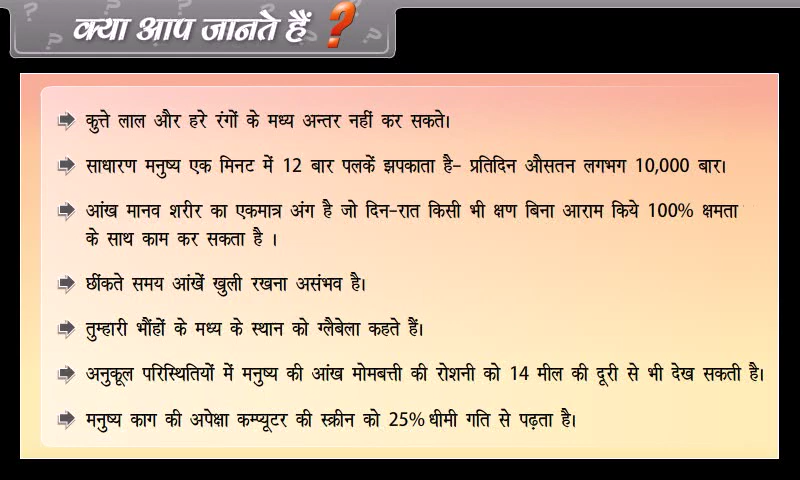 क्या आप जानते हैं ?
कुत्ते लाल और हरे रंगों के मध्य अन्तर नहीं कर सकते।
साधारण मनुष्य एक मिनट में 12 बार पलकें झपकाता है- प्रतिदिन औसतन लगभग 10,000 बार।
आंख मानव शरीर का एकमात्र अंग है जो दिन-रात किसी भी क्षण बिना आराम किये 100% क्षमता
के साथ काम कर सकता है ।
छींकते समय आंखें खुली रखना असंभव है।
तुम्हारी भौंहों के मध्य के स्थान को ग्लैबेला कहते हैं।
अनुकूल परिस्थितियों में मनुष्य की आंख मोमबत्ती की रोशनी को 14 मील की दूरी से भी देख सकती है।
मनुष्य काग की अपेक्षा कम्प्यूटर की स्क्रीन को 25% धीमी गति से पढ़ता है।